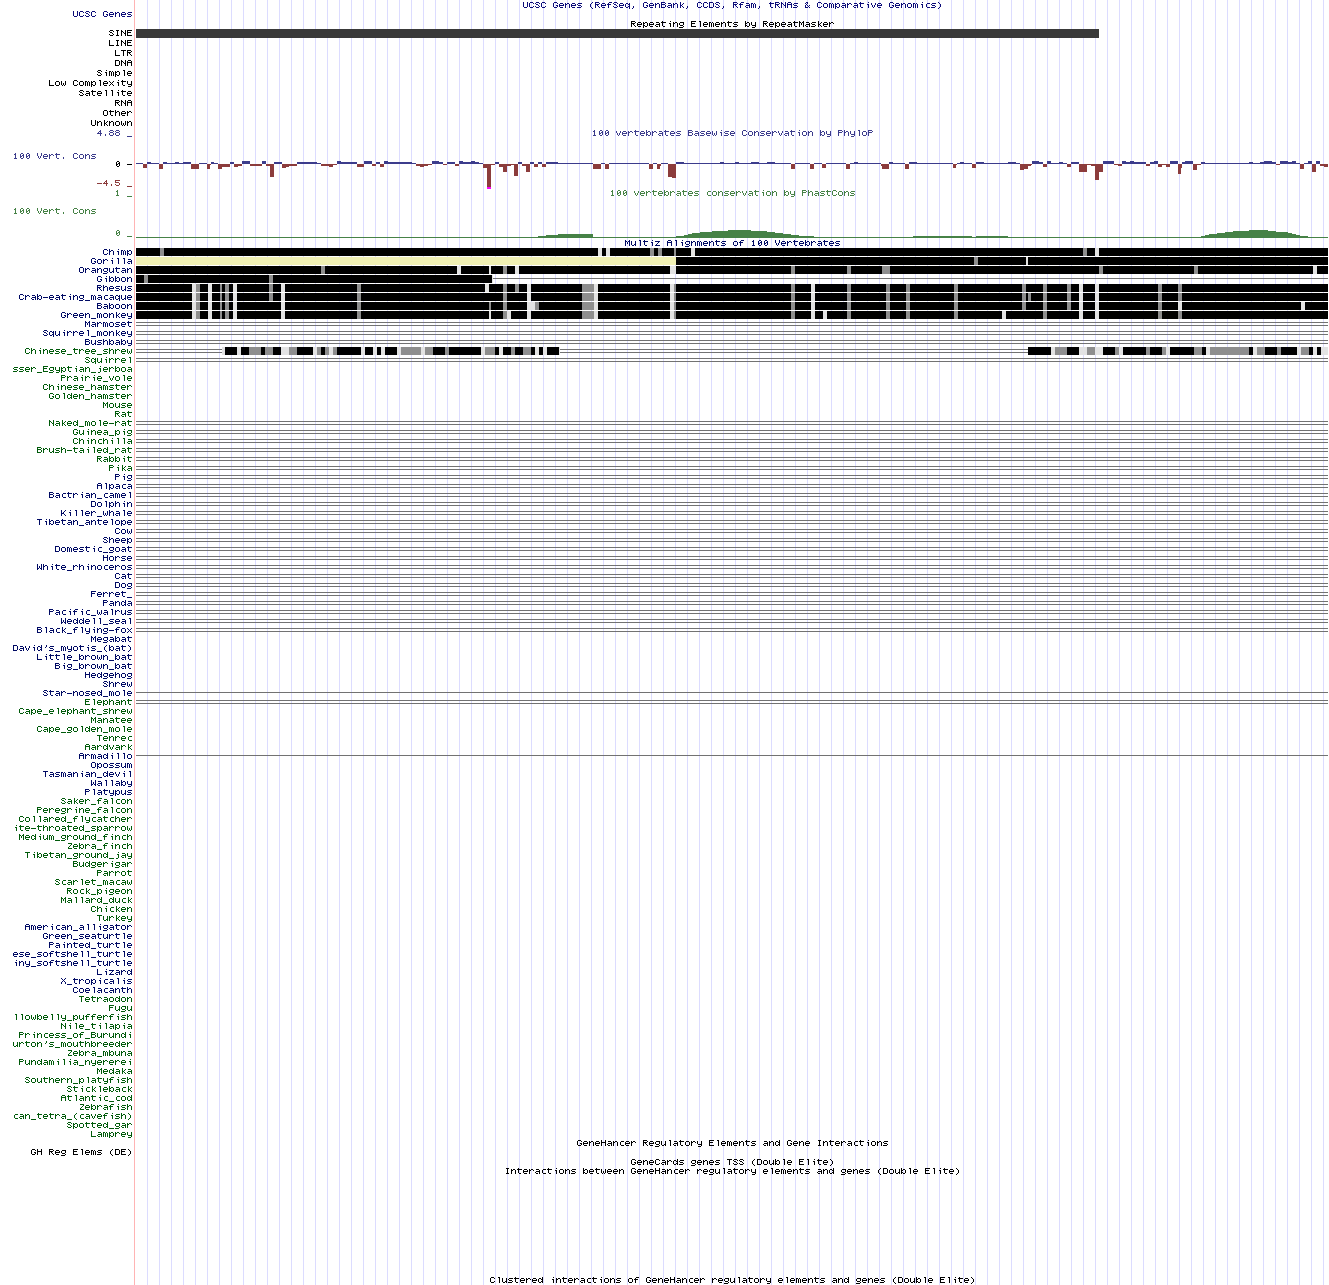 UCSC Genes (RefSeq, GenBank, CCDS, Rfam, tRNAs & Comparative Genomics)
UCSC Genes
Repeating Elements by RepeatMasker
SINE
LINE
LTR
DNA
Simple
Low Complexity
Satellite
RNA
Other
Unknown
4.88 _
100 vertebrates Basewise Conservation by PhyloP
100 Vert. Cons
0 _
-4.5 _
1 _
100 vertebrates conservation by PhastCons
100 Vert. Cons
0 _
Multiz Alignments of 100 Vertebrates
Chimp
Gorilla
Orangutan
Gibbon
Rhesus
Crab-eating_macaque
Baboon
Green_monkey
Marmoset
Squirrel_monkey
Bushbaby
Chinese_tree_shrew
Squirrel
sser_Egyptian_jerboa
Prairie_vole
Chinese_hamster
Golden_hamster
Mouse
Rat
Naked_mole-rat
Guinea_pig
Chinchilla
Brush-tailed_rat
Rabbit
Pika
Pig
Alpaca
Bactrian_camel
Dolphin
Killer_whale
Tibetan_antelope
Cow
Sheep
Domestic_goat
Horse
White_rhinoceros
Cat
Dog
Ferret_
Panda
Pacific_walrus
Weddell_seal
Black_flying-fox
Megabat
David's_myotis_(bat)
Little_brown_bat
Big_brown_bat
Hedgehog
Shrew
Star-nosed_mole
Elephant
Cape_elephant_shrew
Manatee
Cape_golden_mole
Tenrec
Aardvark
Armadillo
Opossum
Tasmanian_devil
Wallaby
Platypus
Saker_falcon
Peregrine_falcon
Collared_flycatcher
ite-throated_sparrow
Medium_ground_finch
Zebra_finch
Tibetan_ground_jay
Budgerigar
Parrot
Scarlet_macaw
Rock_pigeon
Mallard_duck
Chicken
Turkey
American_alligator
Green_seaturtle
Painted_turtle
ese_softshell_turtle
iny_softshell_turtle
Lizard
X_tropicalis
Coelacanth
Tetraodon
Fugu
llowbelly_pufferfish
Nile_tilapia
Princess_of_Burundi
urton's_mouthbreeder
Zebra_mbuna
Pundamilia_nyererei
Medaka
Southern_platyfish
Stickleback
Atlantic_cod
Zebrafish
can_tetra_(cavefish)
Spotted_gar
Lamprey
GeneHancer Regulatory Elements and Gene Interactions
GH Reg Elems (DE)
GeneCards genes TSS (Double Elite)
Interactions between GeneHancer regulatory elements and genes (Double Elite)
Clustered interactions of GeneHancer regulatory elements and genes (Double Elite)